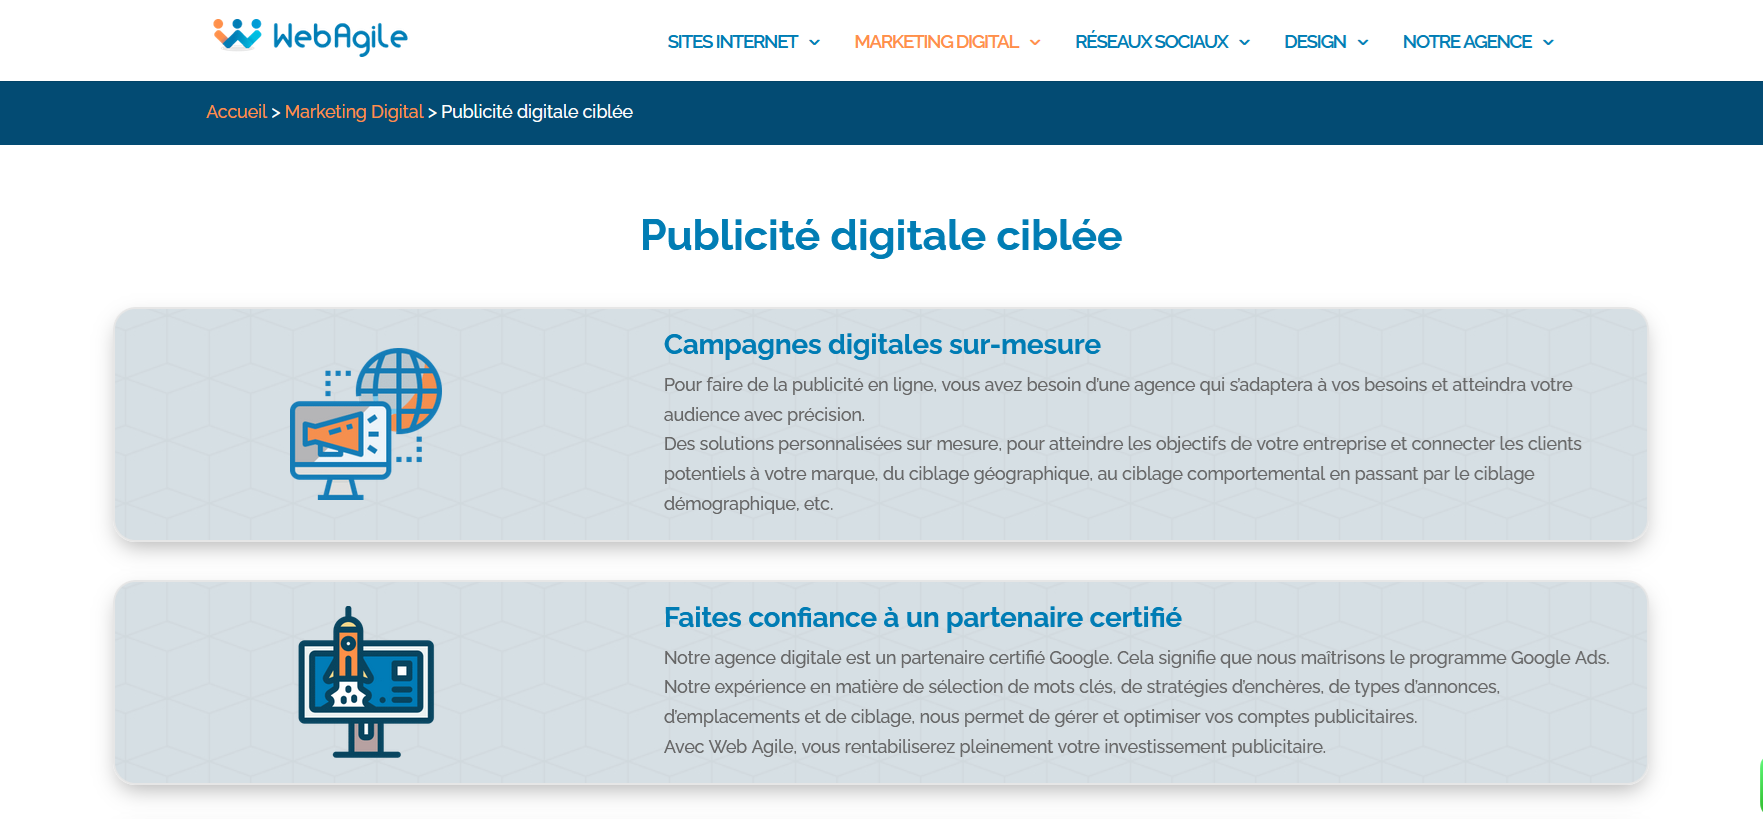 WebAgile
SITES INTERNET
MARKETING DIGITAL
RÉSEAUX SOCIAUX
DESIGN
NOTRE AGENCE
Accueil > Marketing Digital > Publicité digitale ciblée
Publicité digitale ciblée
Campagnes digitales sur-mesure
Pour faire de la publicité en ligne, vous avez besoin d'une agence qui s'adaptera à vos besoins et atteindra votre
audience avec précision.
Des solutions personnalisées sur mesure, pour atteindre les objectifs de votre entreprise et connecter les clients
potentiels à votre marque, du ciblage géographique, au ciblage comportemental en passant par le ciblage
démographique, etc.
Faites confiance à un partenaire certifié
Notre agence digitale est un partenaire certifié Google. Cela signifie que nous maîtrisons le programme Google Ads.
Notre expérience en matière de sélection de mots clés, de stratégies d'enchères, de types d'annonces,
d'emplacements et de ciblage, nous permet de gérer et optimiser vos comptes publicitaires.
Avec Web Agile, vous rentabiliserez pleinement votre investissement publicitaire.